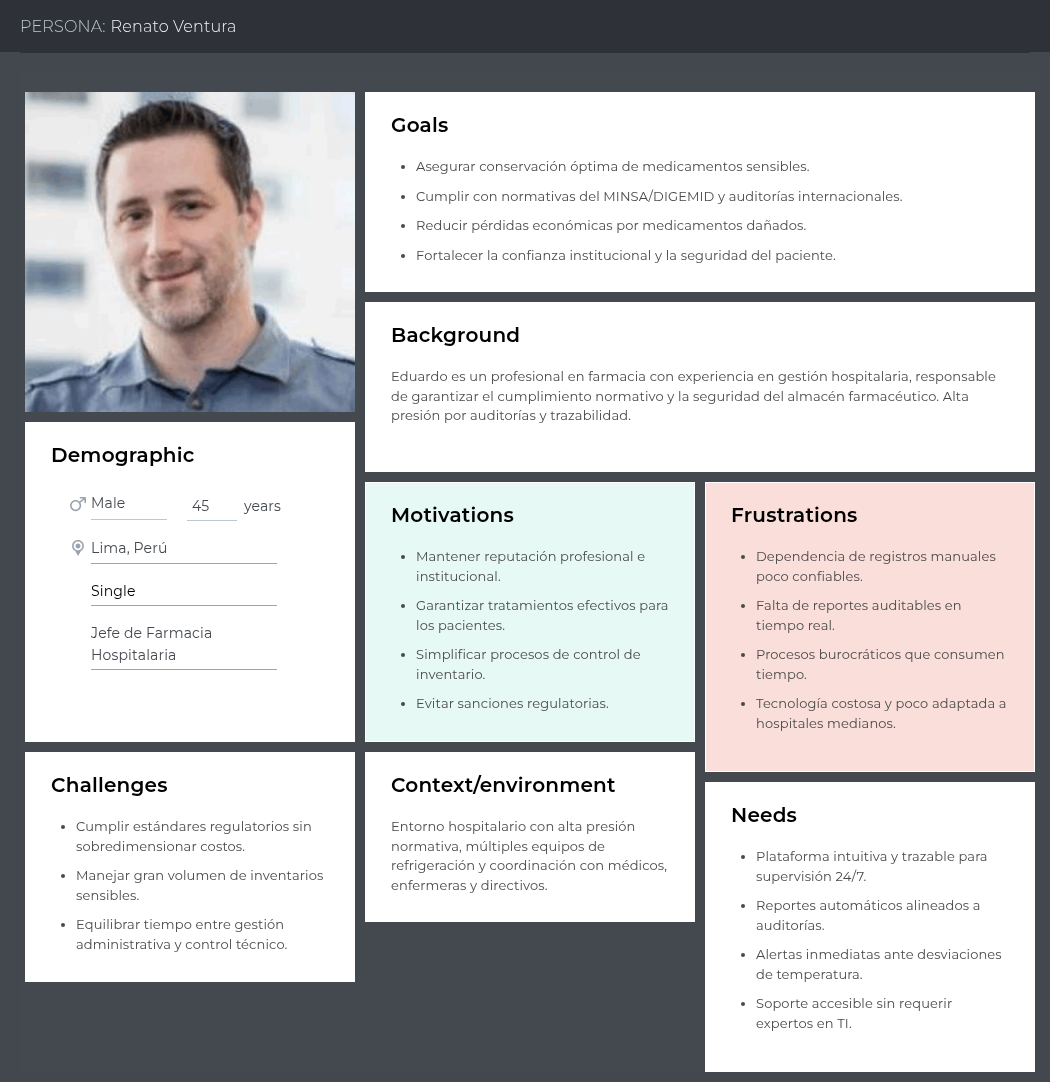 PERSONA: Renato Ventura
Goals
Asegurar conservación óptima de medicamentos sensibles.
Cumplir con normativas del MINSA/DIGEMID y auditorías internacionales.
Reducir pérdidas económicas por medicamentos dañados.
Fortalecer la confianza institucional y la seguridad del paciente.
Background
Eduardo es un profesional en farmacia con experiencia en gestión hospitalaria, responsable
de garantizar el cumplimiento normativo y la seguridad del almacén farmacéutico. Alta
presión por auditorías y trazabilidad.
Demographic
Male 45 years
Lima, Perú
Single
Jefe de Farmacia
Hospitalaria
Motivations
Mantener reputación profesional e
institucional.
Garantizar tratamientos efectivos para
los pacientes.
Simplificar procesos de control de
inventario.
Evitar sanciones regulatorias.
Frustrations
Dependencia de registros manuales
poco confiables.
Falta de reportes auditables en
tiempo real.
Procesos burocráticos que consumen
tiempo.
Tecnología costosa y poco adaptada a
hospitales medianos.
Challenges
Cumplir estándares regulatorios sin
sobredimensionar costos.
Manejar gran volumen de inventarios
sensibles.
Equilibrar tiempo entre gestión
administrativa y control técnico.
Context/environment
Entorno hospitalario con alta presión
normativa, múltiples equipos de
refrigeración y coordinación con médicos,
enfermeras y directivos.
Needs
Plataforma intuitiva y trazable para
supervisión 24/7.
Reportes automáticos alineados a
auditorías.
Alertas inmediatas ante desviaciones
de temperatura.
Soporte accesible sin requerir
expertos en TI.